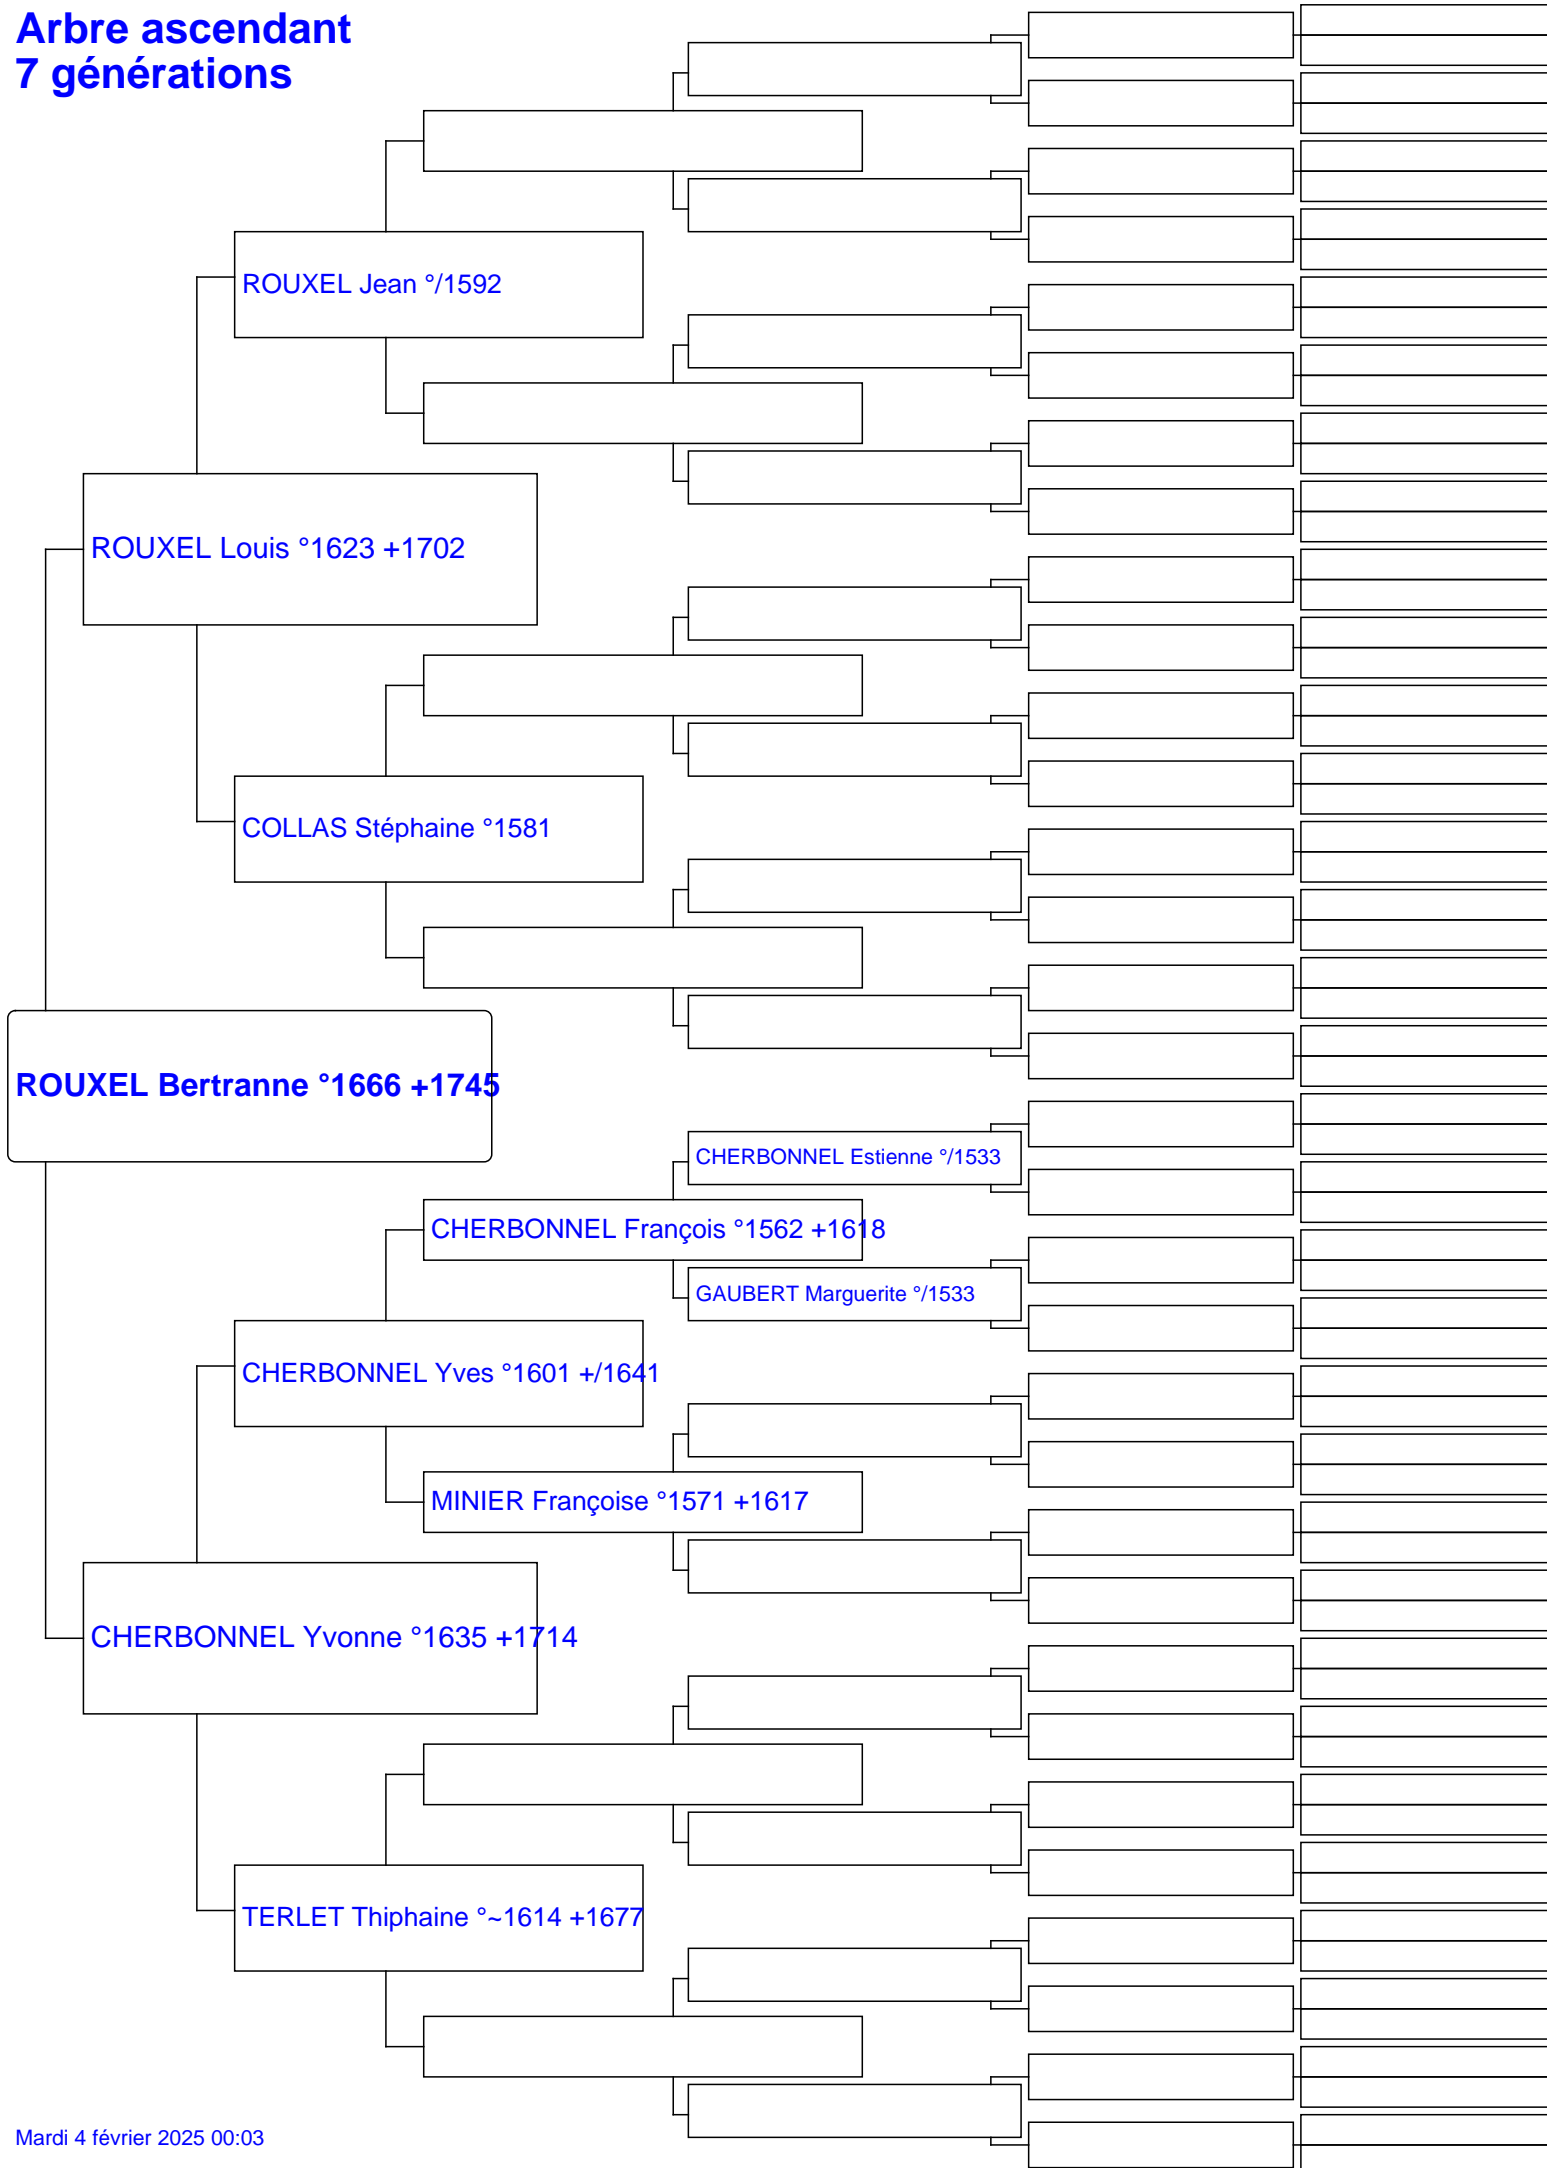 Arbre ascendant
7 générations
ROUXEL Jean °/1592
ROUXEL Louis °1623 +1702
COLLAS Stéphaine °1581
ROUXEL Bertranne °1666 +1745
CHERBONNEL Estienne °/1533
CHERBONNEL François °1562 +1618
GAUBERT Marguerite °/1533
CHERBONNEL Yves °1601 +/1641
MINIER Françoise °1571 +1617
CHERBONNEL Yvonne °1635 +1714
TERLET Thiphaine °~1614 +1677
Mardi 4 février 2025 00:03